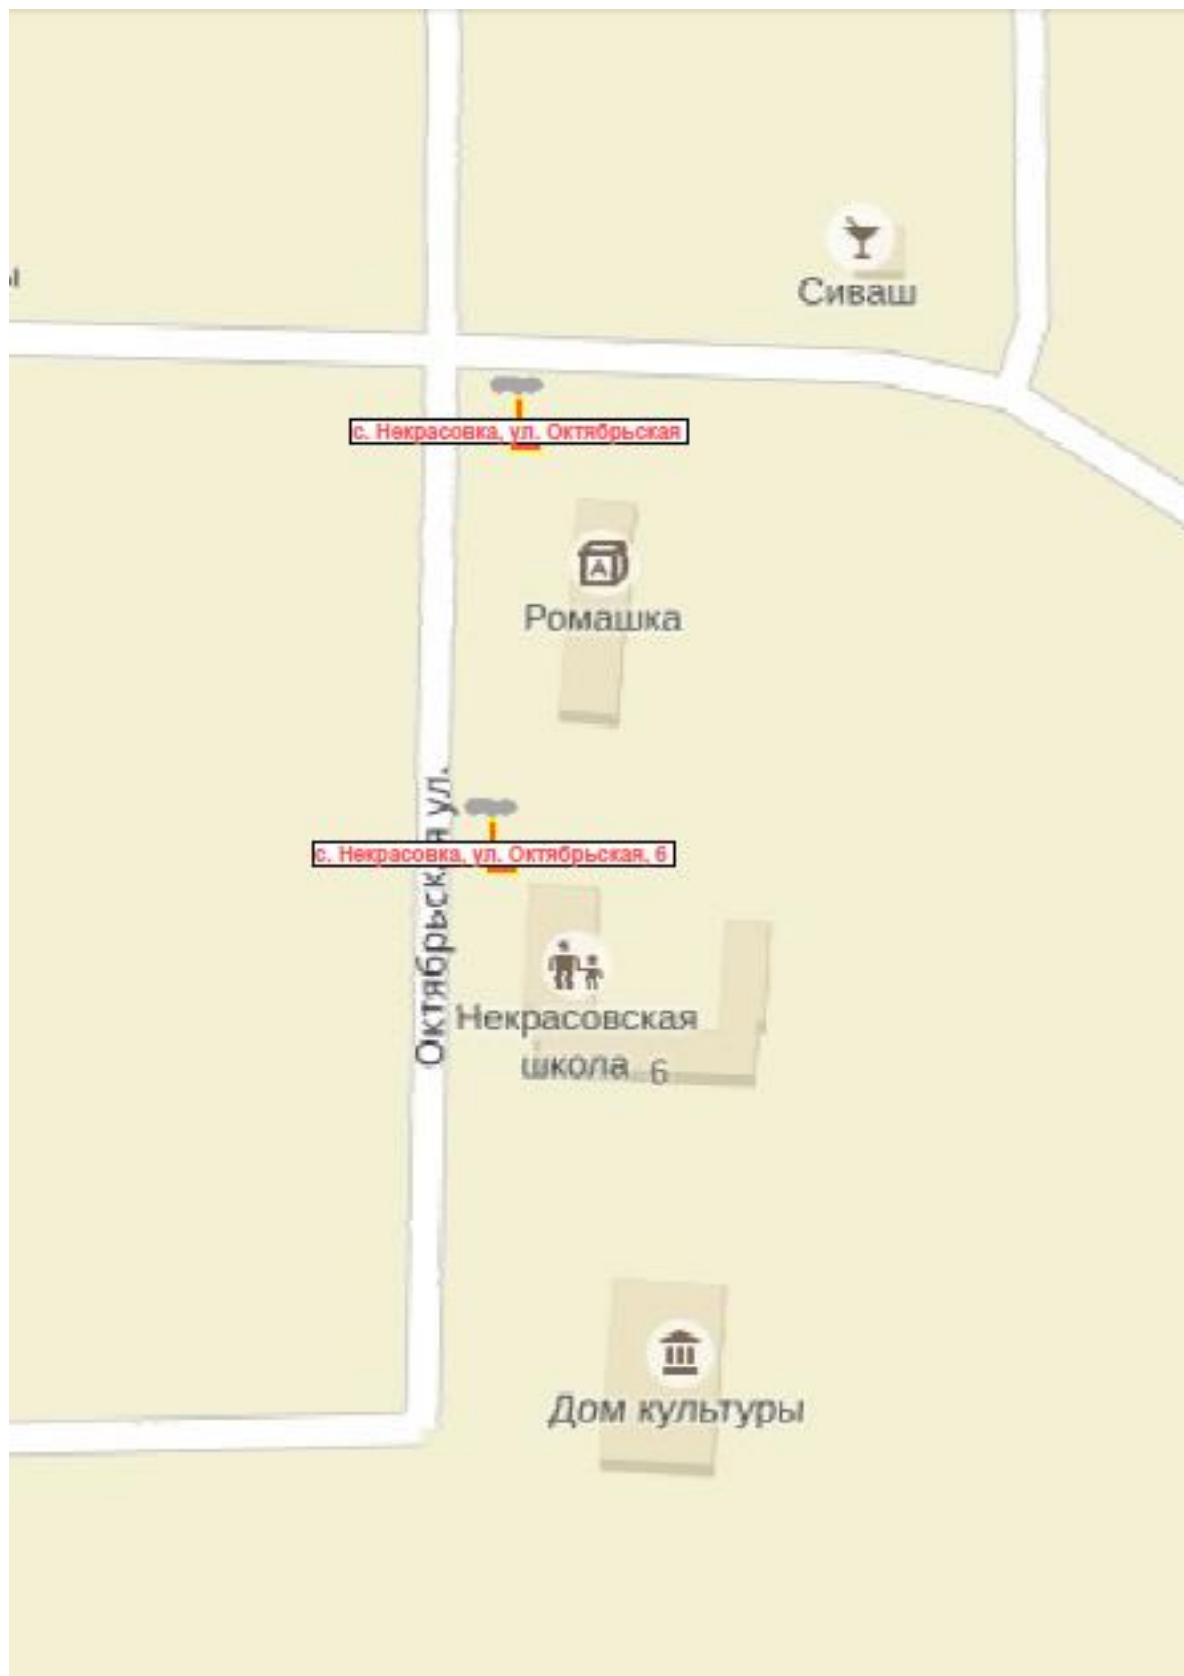 Сиваш
с. Некрасовка, ул. Октябрьская
Ромашка
Октябрьская ул.
с. Некрасовка, ул. Октябрьская, 6
Некрасовская
школа 6
Дом культуры